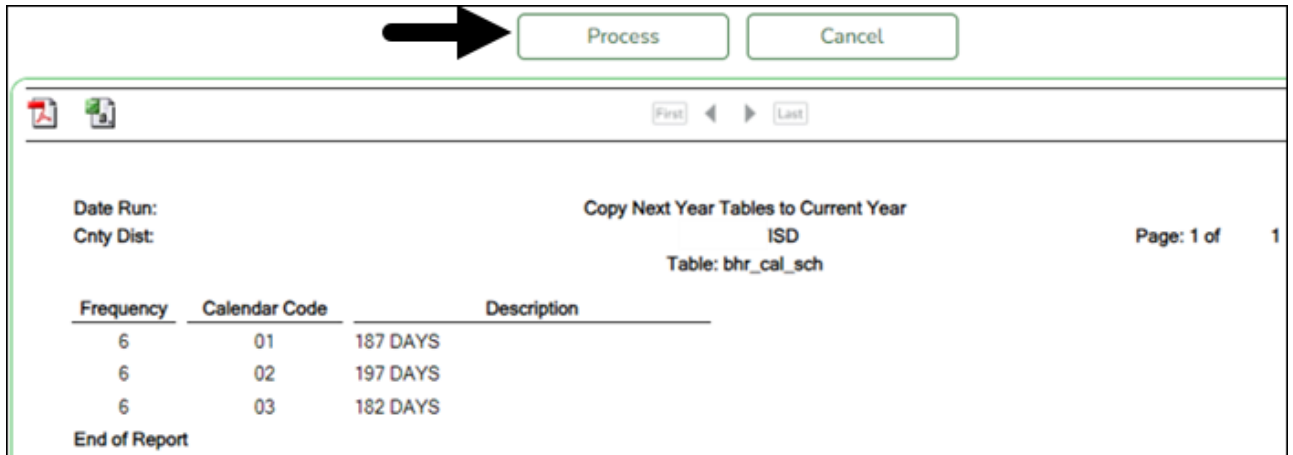 Process Cancel
First Last
Date Run: Copy Next Year Tables to Current Year
Cnty Dist: ISD Page: 1 of 1
Table: bhr_cal_sch
Frequency Calendar Code Description
6 01 187 DAYS
6 02 197 DAYS
6 03 182 DAYS
End of Report